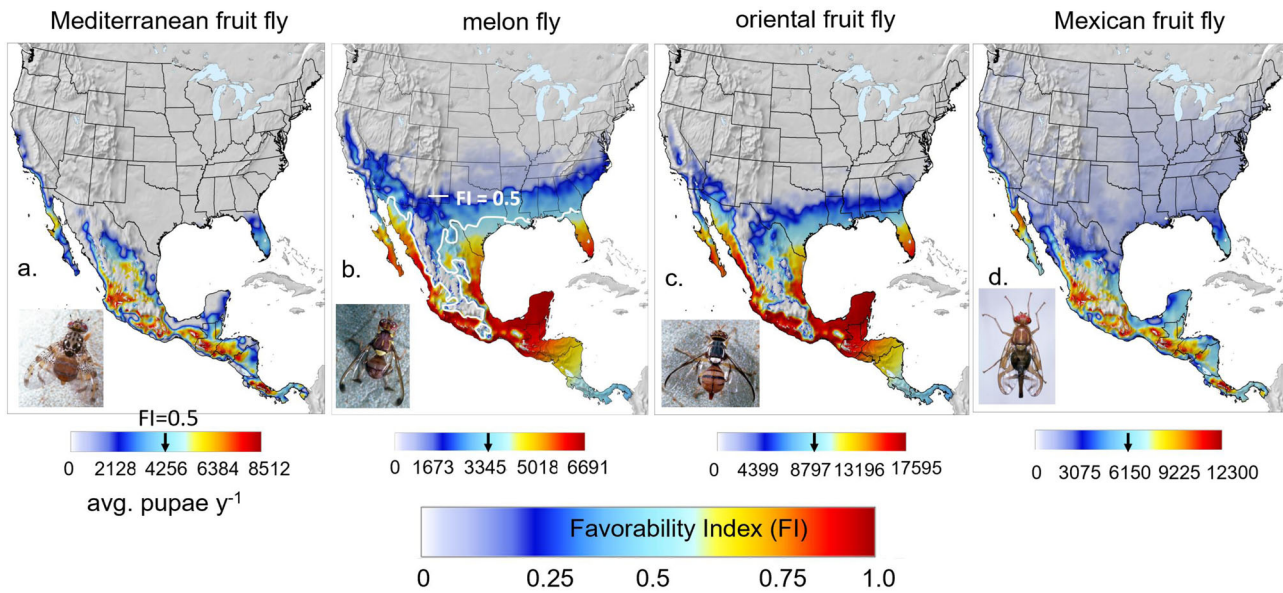 Mediterranean fruit fly
melon fly
oriental fruit fly
Mexican fruit fly
FI = 0.5
a.
b.
c.
d.
FI=0.5
0 2128 4256 6384 8512
0 1673 3345 5018 6691
0 4399 8797 13196 17595
0 3075 6150 9225 12300
avg. pupae y⁻¹
Favorability Index (FI)
0 0.25 0.5 0.75 1.0